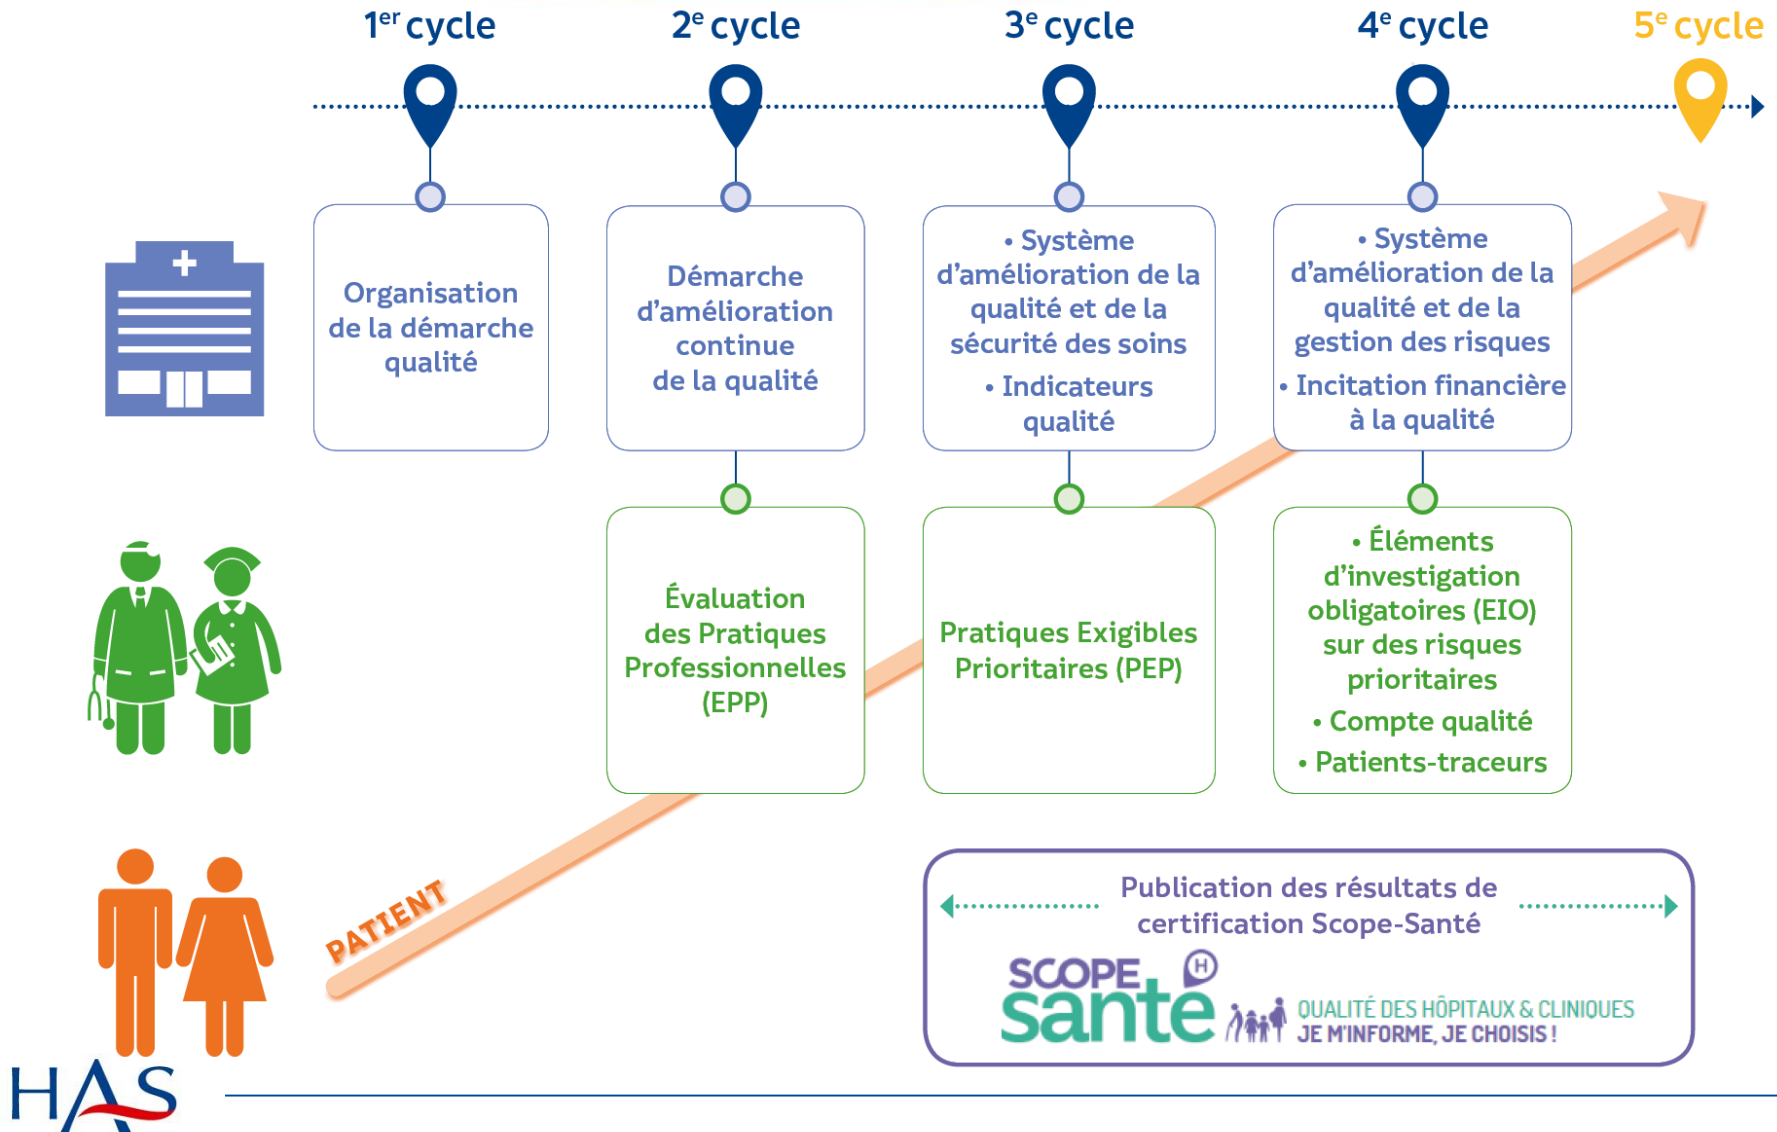 1er cycle
2e cycle
3e cycle
4e cycle
5e cycle
Organisation
de la démarche
qualité
Démarche
d'amélioration
continue
de la qualité
• Système
d'amélioration de la
qualité et de la
sécurité des soins
• Indicateurs
qualité
• Système
d'amélioration de la
qualité et de la
gestion des risques
• Incitation financière
à la qualité
Évaluation
des Pratiques
Professionnelles
(EPP)
Pratiques Exigibles
Prioritaires (PEP)
• Éléments
d'investigation
obligatoires (EIO)
sur des risques
prioritaires
• Compte qualité
• Patients-traceurs
PATIENT
Publication des résultats de
certification Scope-Santé
SCOPE
santé
H
QUALITÉ DES HÔPITAUX & CLINIQUES
JE M'INFORME, JE CHOISIS !
HAS